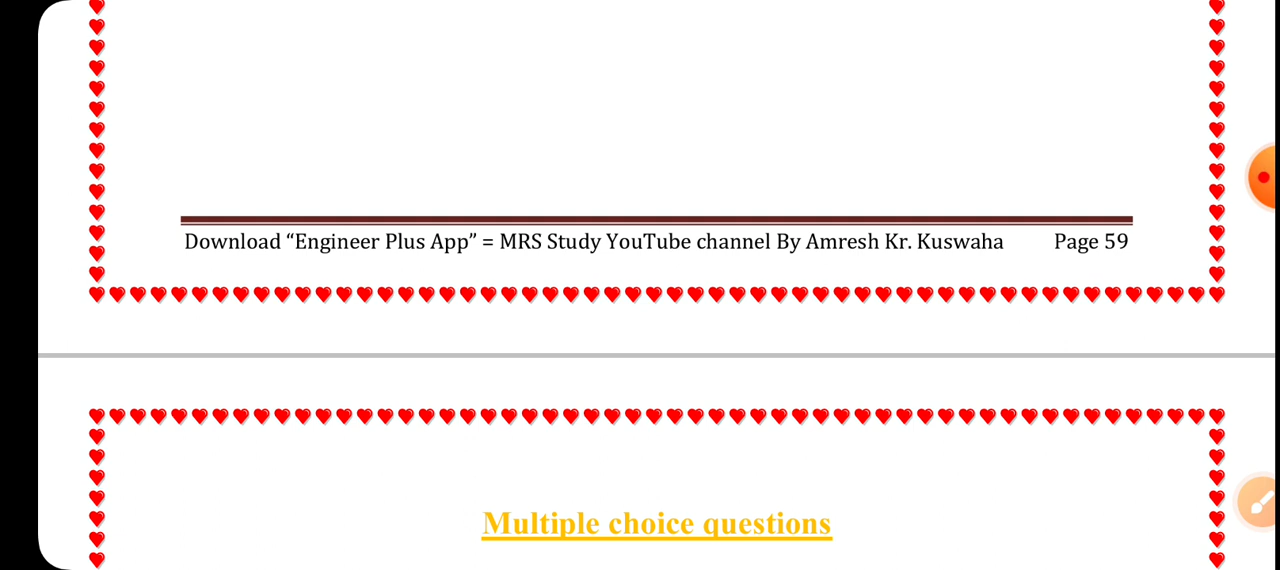 Download “Engineer Plus App” = MRS Study YouTube channel By Amresh Kr. Kuswaha Page 59
Multiple choice questions